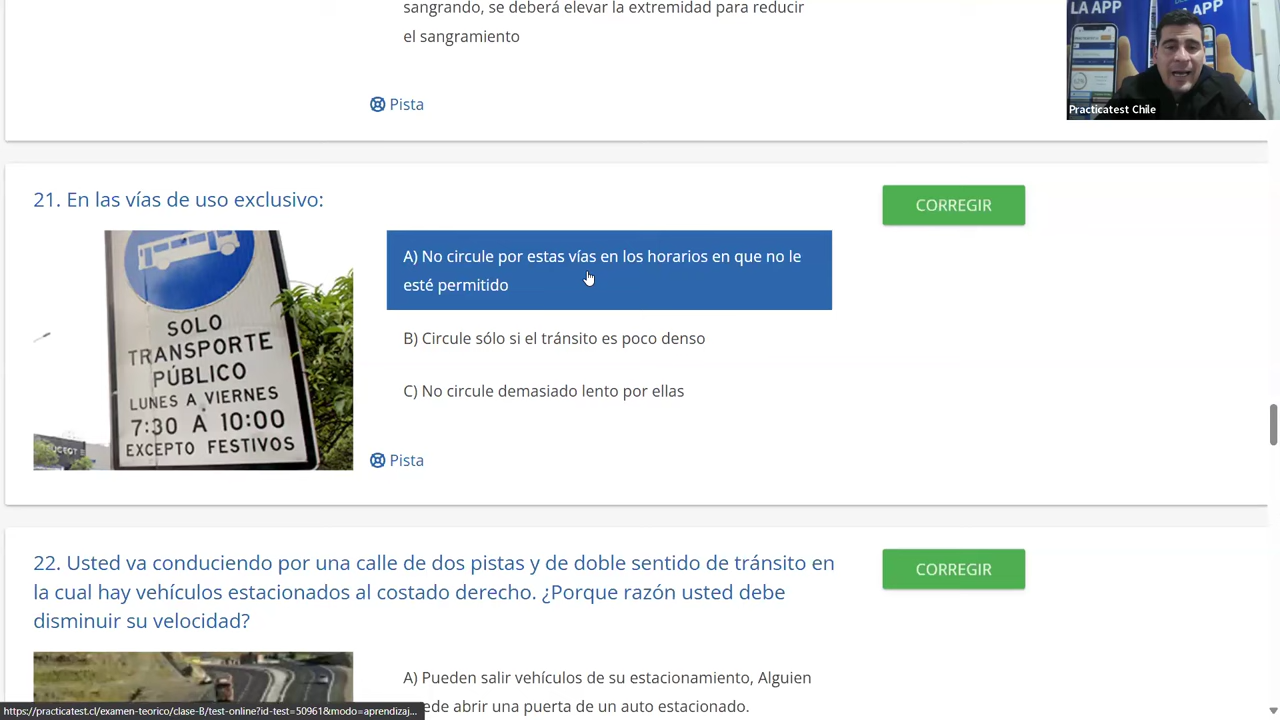 sangrando, se deberá elevar la extremidad para reducir
el sangramiento
LA APP
LA APP
Practicatest Chile
Pista
21. En las vías de uso exclusivo:
CORREGIR
SOLO
TRANSPORTE
PÚBLICO
LUNES A VIERNES
7:30 A 10:00
EXCEPTO FESTIVOS
A) No circule por estas vías en los horarios en que no le
esté permitido
B) Circule sólo si el tránsito es poco denso
C) No circule demasiado lento por ellas
Pista
22. Usted va conduciendo por una calle de dos pistas y de doble sentido de tránsito en
la cual hay vehículos estacionados al costado derecho. ¿Porque razón usted debe
disminuir su velocidad?
CORREGIR
A) Pueden salir vehículos de su estacionamiento, Alguien
ede abrir una puerta de un auto estacionado.
https://practicatest.cl/examen-teorico/clase-B/test-online?id-test=50961&modo=aprendizaj...